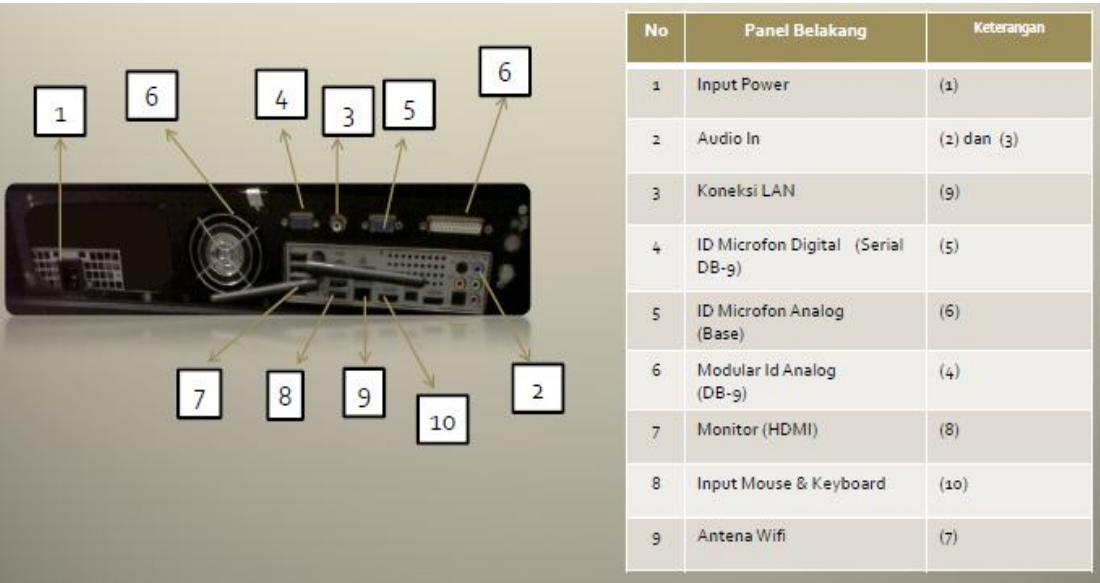 1
6
4
3
5
6
7
8
9
10
2
No Panel Belakang Keterangan
1 Input Power (1)
2 Audio In (2) dan (3)
3 Koneksi LAN (9)
4 ID Microfon Digital (Serial (5)
DB-9)
5 ID Microfon Analog (6)
(Base)
6 Modular Id Analog (4)
(DB-9)
7 Monitor (HDMI) (8)
8 Input Mouse & Keyboard (10)
9 Antena Wifi (7)